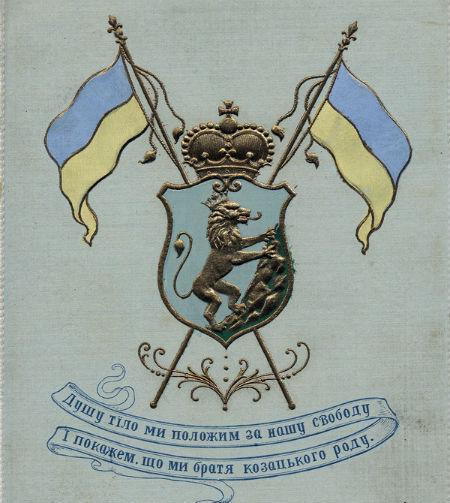 Душу тіло ми положим за нашу свободу
І покажем, що ми братя козацького роду.